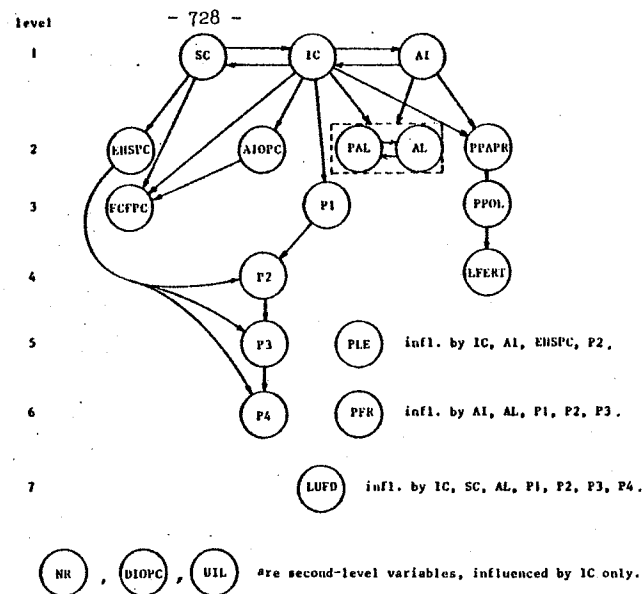 - 728 -
level
1 SC IC AI
2 EHSPC AIOPC PAL AL PPAPR
3 FCFPC P1 PPOL
4 P2 LFERT
5 P3 PLE infl. by IC, AI, EHSPC, P2.
6 P4 PFR infl. by AI, AL, P1, P2, P3.
7 LUFD infl. by IC, SC, AL, P1, P2, P3, P4.
NR , DIOPC , UIL are second-level variables, influenced by IC only.